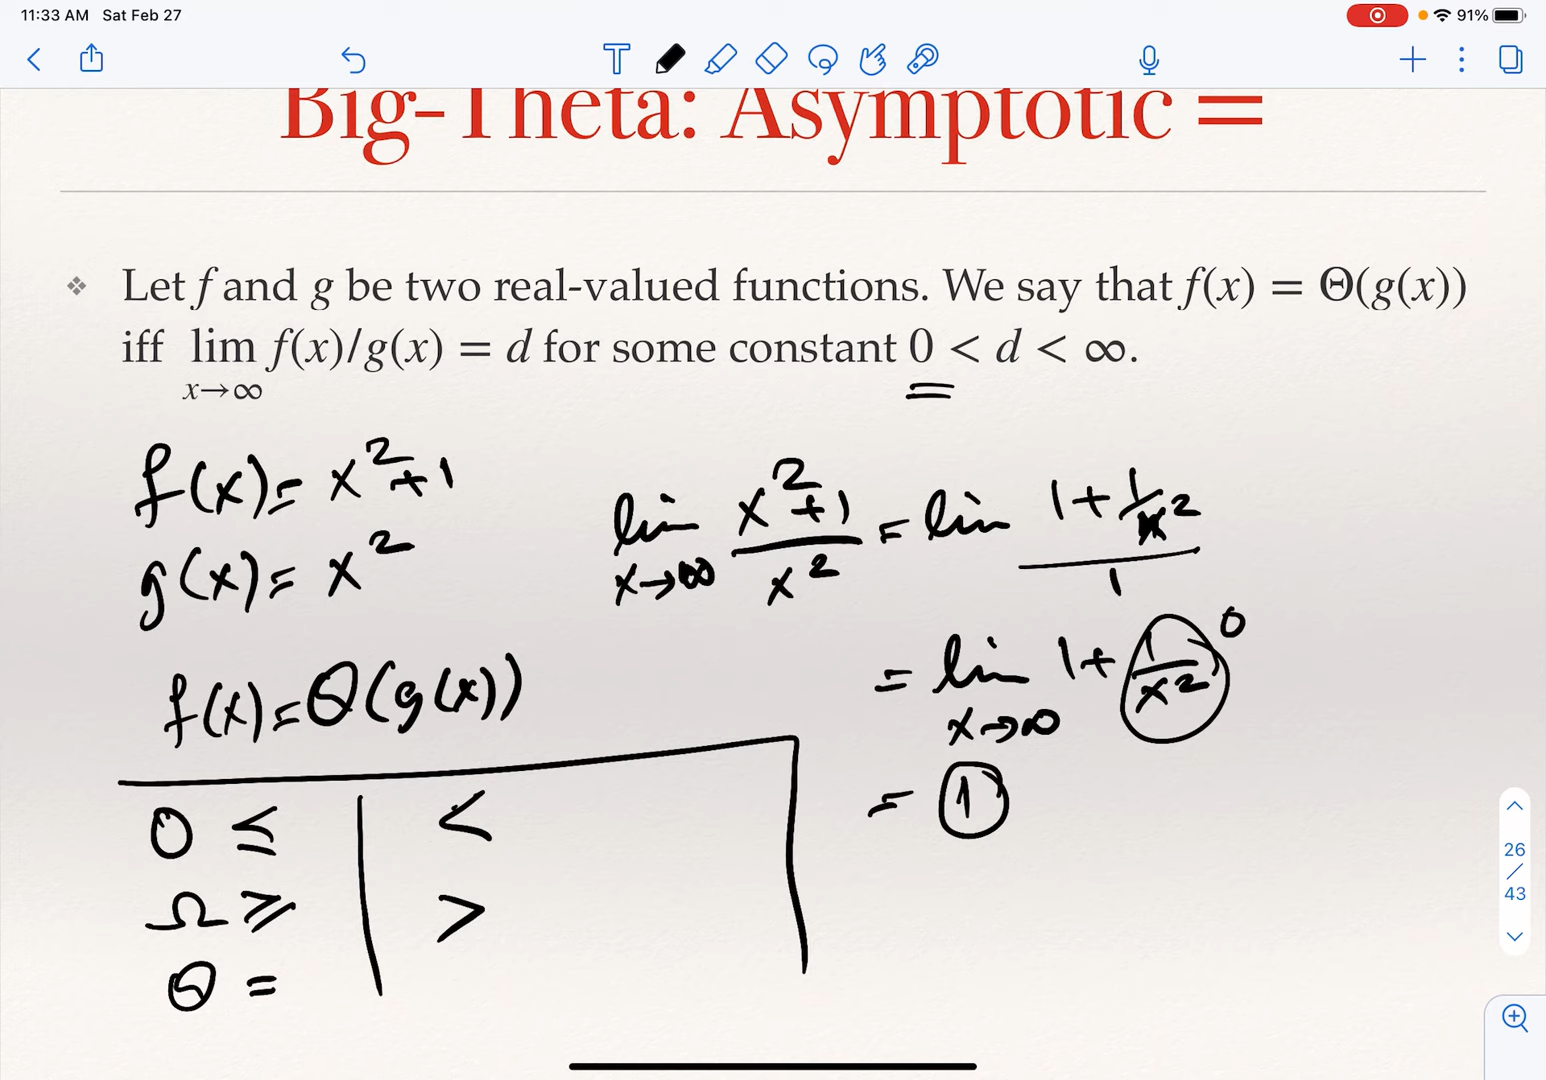 11:33 AM Sat Feb 27
91%
Big-Theta: Asymptotic =
❖ Let f and g be two real-valued functions. We say that f(x) = Θ(g(x))
iff lim f(x)/g(x) = d for some constant 0 < d < ∞.
x→∞
f(x) = x² + 1
g(x) = x²
f(x) = Θ(g(x))
lim x→∞ (x² + 1)/x² = lim (1 + 1/x²)/1
= lim x→∞ 1 + 1/x² 0
= 1
O ≤ | <
Ω ≥ | >
Θ =
26
/
43